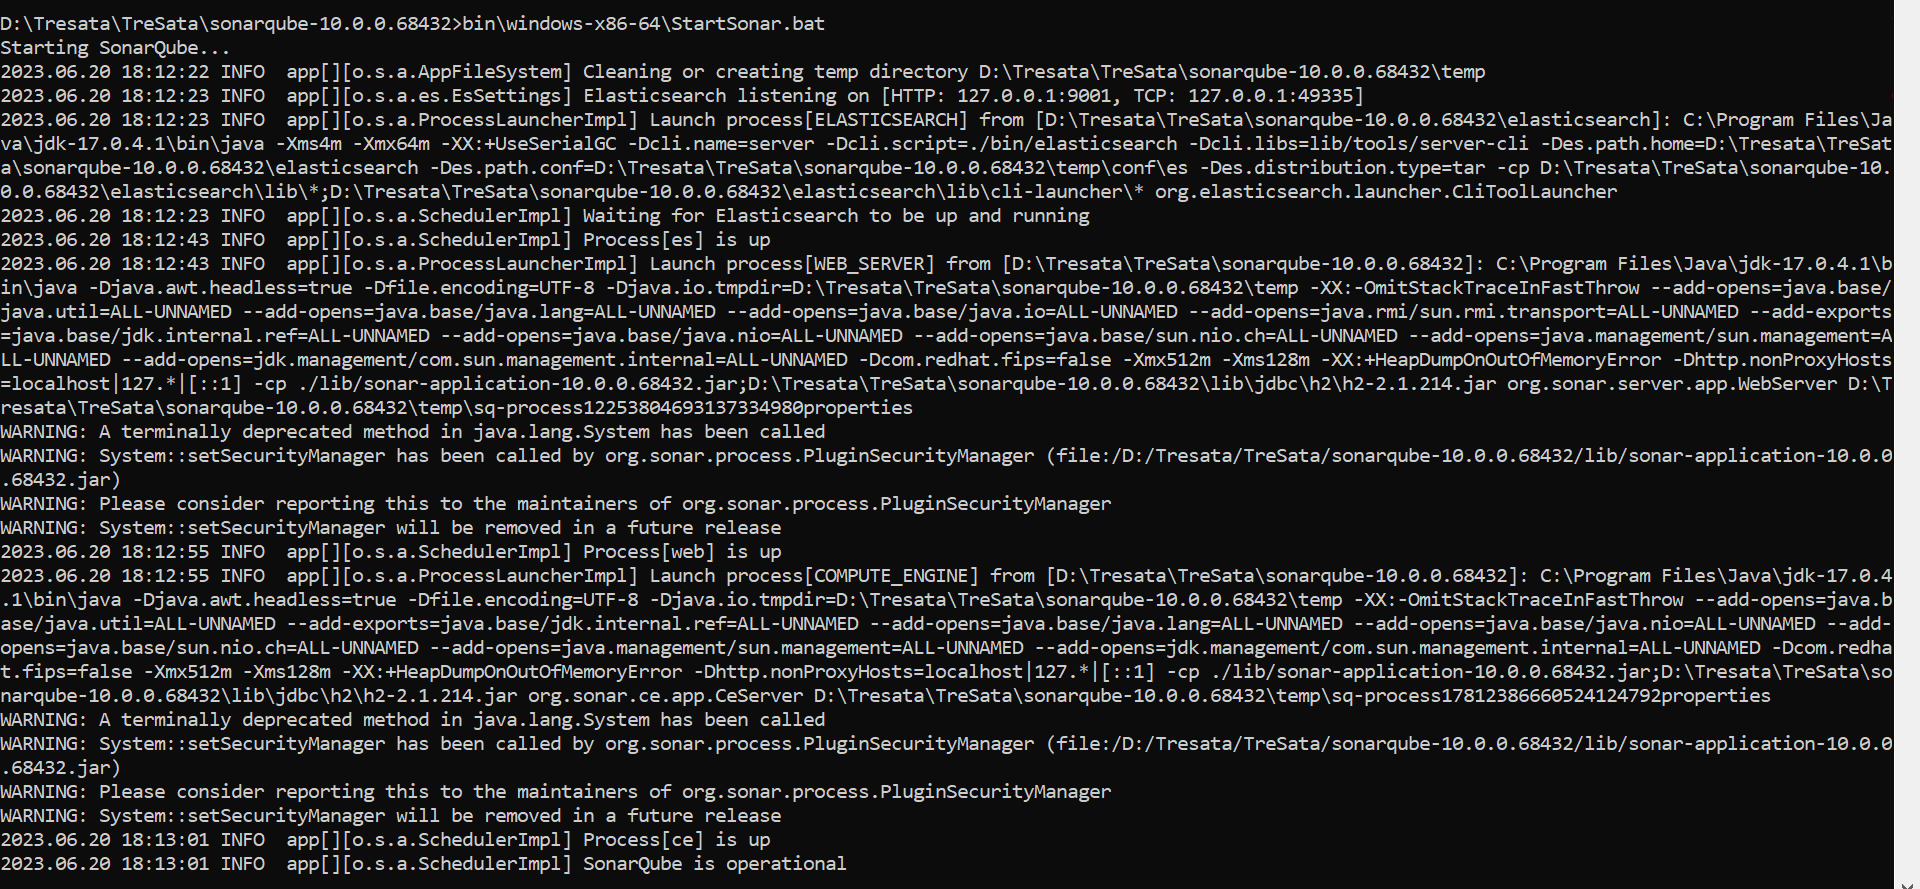 D:\Tresata\TreSata\sonarqube-10.0.0.68432>bin\windows-x86-64\StartSonar.bat
Starting SonarQube...
2023.06.20 18:12:22 INFO  app[][o.s.a.AppFileSystem] Cleaning or creating temp directory D:\Tresata\TreSata\sonarqube-10.0.0.68432\temp
2023.06.20 18:12:23 INFO  app[][o.s.a.es.EsSettings] Elasticsearch listening on [HTTP: 127.0.0.1:9001, TCP: 127.0.0.1:49335]
2023.06.20 18:12:23 INFO  app[][o.s.a.ProcessLauncherImpl] Launch process[ELASTICSEARCH] from [D:\Tresata\TreSata\sonarqube-10.0.0.68432\elasticsearch]: C:\Program Files\Ja
va\jdk-17.0.4.1\bin\java -Xms4m -Xmx64m -XX:+UseSerialGC -Dcli.name=server -Dcli.script=./bin/elasticsearch -Dcli.libs=lib/tools/server-cli -Des.path.home=D:\Tresata\TreSat
a\sonarqube-10.0.0.68432\elasticsearch -Des.path.conf=D:\Tresata\TreSata\sonarqube-10.0.0.68432\temp\conf\es -Des.distribution.type=tar -cp D:\Tresata\TreSata\sonarqube-10.
0.0.68432\elasticsearch\lib\*;D:\Tresata\TreSata\sonarqube-10.0.0.68432\elasticsearch\lib\cli-launcher\* org.elasticsearch.launcher.CliToolLauncher
2023.06.20 18:12:23 INFO  app[][o.s.a.SchedulerImpl] Waiting for Elasticsearch to be up and running
2023.06.20 18:12:43 INFO  app[][o.s.a.SchedulerImpl] Process[es] is up
2023.06.20 18:12:43 INFO  app[][o.s.a.ProcessLauncherImpl] Launch process[WEB_SERVER] from [D:\Tresata\TreSata\sonarqube-10.0.0.68432]: C:\Program Files\Java\jdk-17.0.4.1\b
in\java -Djava.awt.headless=true -Dfile.encoding=UTF-8 -Djava.io.tmpdir=D:\Tresata\TreSata\sonarqube-10.0.0.68432\temp -XX:-OmitStackTraceInFastThrow --add-opens=java.base/
java.util=ALL-UNNAMED --add-opens=java.base/java.lang=ALL-UNNAMED --add-opens=java.base/java.io=ALL-UNNAMED --add-opens=java.rmi/sun.rmi.transport=ALL-UNNAMED --add-exports
=java.base/jdk.internal.ref=ALL-UNNAMED --add-opens=java.base/java.nio=ALL-UNNAMED --add-opens=java.base/sun.nio.ch=ALL-UNNAMED --add-opens=java.management/sun.management=A
LL-UNNAMED --add-opens=jdk.management/com.sun.management.internal=ALL-UNNAMED -Dcom.redhat.fips=false -Xmx512m -Xms128m -XX:+HeapDumpOnOutOfMemoryError -Dhttp.nonProxyHosts
=localhost|127.*|[::1] -cp ./lib/sonar-application-10.0.0.68432.jar;D:\Tresata\TreSata\sonarqube-10.0.0.68432\lib\jdbc\h2\h2-2.1.214.jar org.sonar.server.app.WebServer D:\T
resata\TreSata\sonarqube-10.0.0.68432\temp\sq-process12253804693137334980properties
WARNING: A terminally deprecated method in java.lang.System has been called
WARNING: System::setSecurityManager has been called by org.sonar.process.PluginSecurityManager (file:/D:/Tresata/TreSata/sonarqube-10.0.0.68432/lib/sonar-application-10.0.0
.68432.jar)
WARNING: Please consider reporting this to the maintainers of org.sonar.process.PluginSecurityManager
WARNING: System::setSecurityManager will be removed in a future release
2023.06.20 18:12:55 INFO  app[][o.s.a.SchedulerImpl] Process[web] is up
2023.06.20 18:12:55 INFO  app[][o.s.a.ProcessLauncherImpl] Launch process[COMPUTE_ENGINE] from [D:\Tresata\TreSata\sonarqube-10.0.0.68432]: C:\Program Files\Java\jdk-17.0.4
.1\bin\java -Djava.awt.headless=true -Dfile.encoding=UTF-8 -Djava.io.tmpdir=D:\Tresata\TreSata\sonarqube-10.0.0.68432\temp -XX:-OmitStackTraceInFastThrow --add-opens=java.b
ase/java.util=ALL-UNNAMED --add-exports=java.base/jdk.internal.ref=ALL-UNNAMED --add-opens=java.base/java.lang=ALL-UNNAMED --add-opens=java.base/java.nio=ALL-UNNAMED --add-
opens=java.base/sun.nio.ch=ALL-UNNAMED --add-opens=java.management/sun.management=ALL-UNNAMED --add-opens=jdk.management/com.sun.management.internal=ALL-UNNAMED -Dcom.redha
t.fips=false -Xmx512m -Xms128m -XX:+HeapDumpOnOutOfMemoryError -Dhttp.nonProxyHosts=localhost|127.*|[::1] -cp ./lib/sonar-application-10.0.0.68432.jar;D:\Tresata\TreSata\so
narqube-10.0.0.68432\lib\jdbc\h2\h2-2.1.214.jar org.sonar.ce.app.CeServer D:\Tresata\TreSata\sonarqube-10.0.0.68432\temp\sq-process17812386660524124792properties
WARNING: A terminally deprecated method in java.lang.System has been called
WARNING: System::setSecurityManager has been called by org.sonar.process.PluginSecurityManager (file:/D:/Tresata/TreSata/sonarqube-10.0.0.68432/lib/sonar-application-10.0.0
.68432.jar)
WARNING: Please consider reporting this to the maintainers of org.sonar.process.PluginSecurityManager
WARNING: System::setSecurityManager will be removed in a future release
2023.06.20 18:13:01 INFO  app[][o.s.a.SchedulerImpl] Process[ce] is up
2023.06.20 18:13:01 INFO  app[][o.s.a.SchedulerImpl] SonarQube is operational